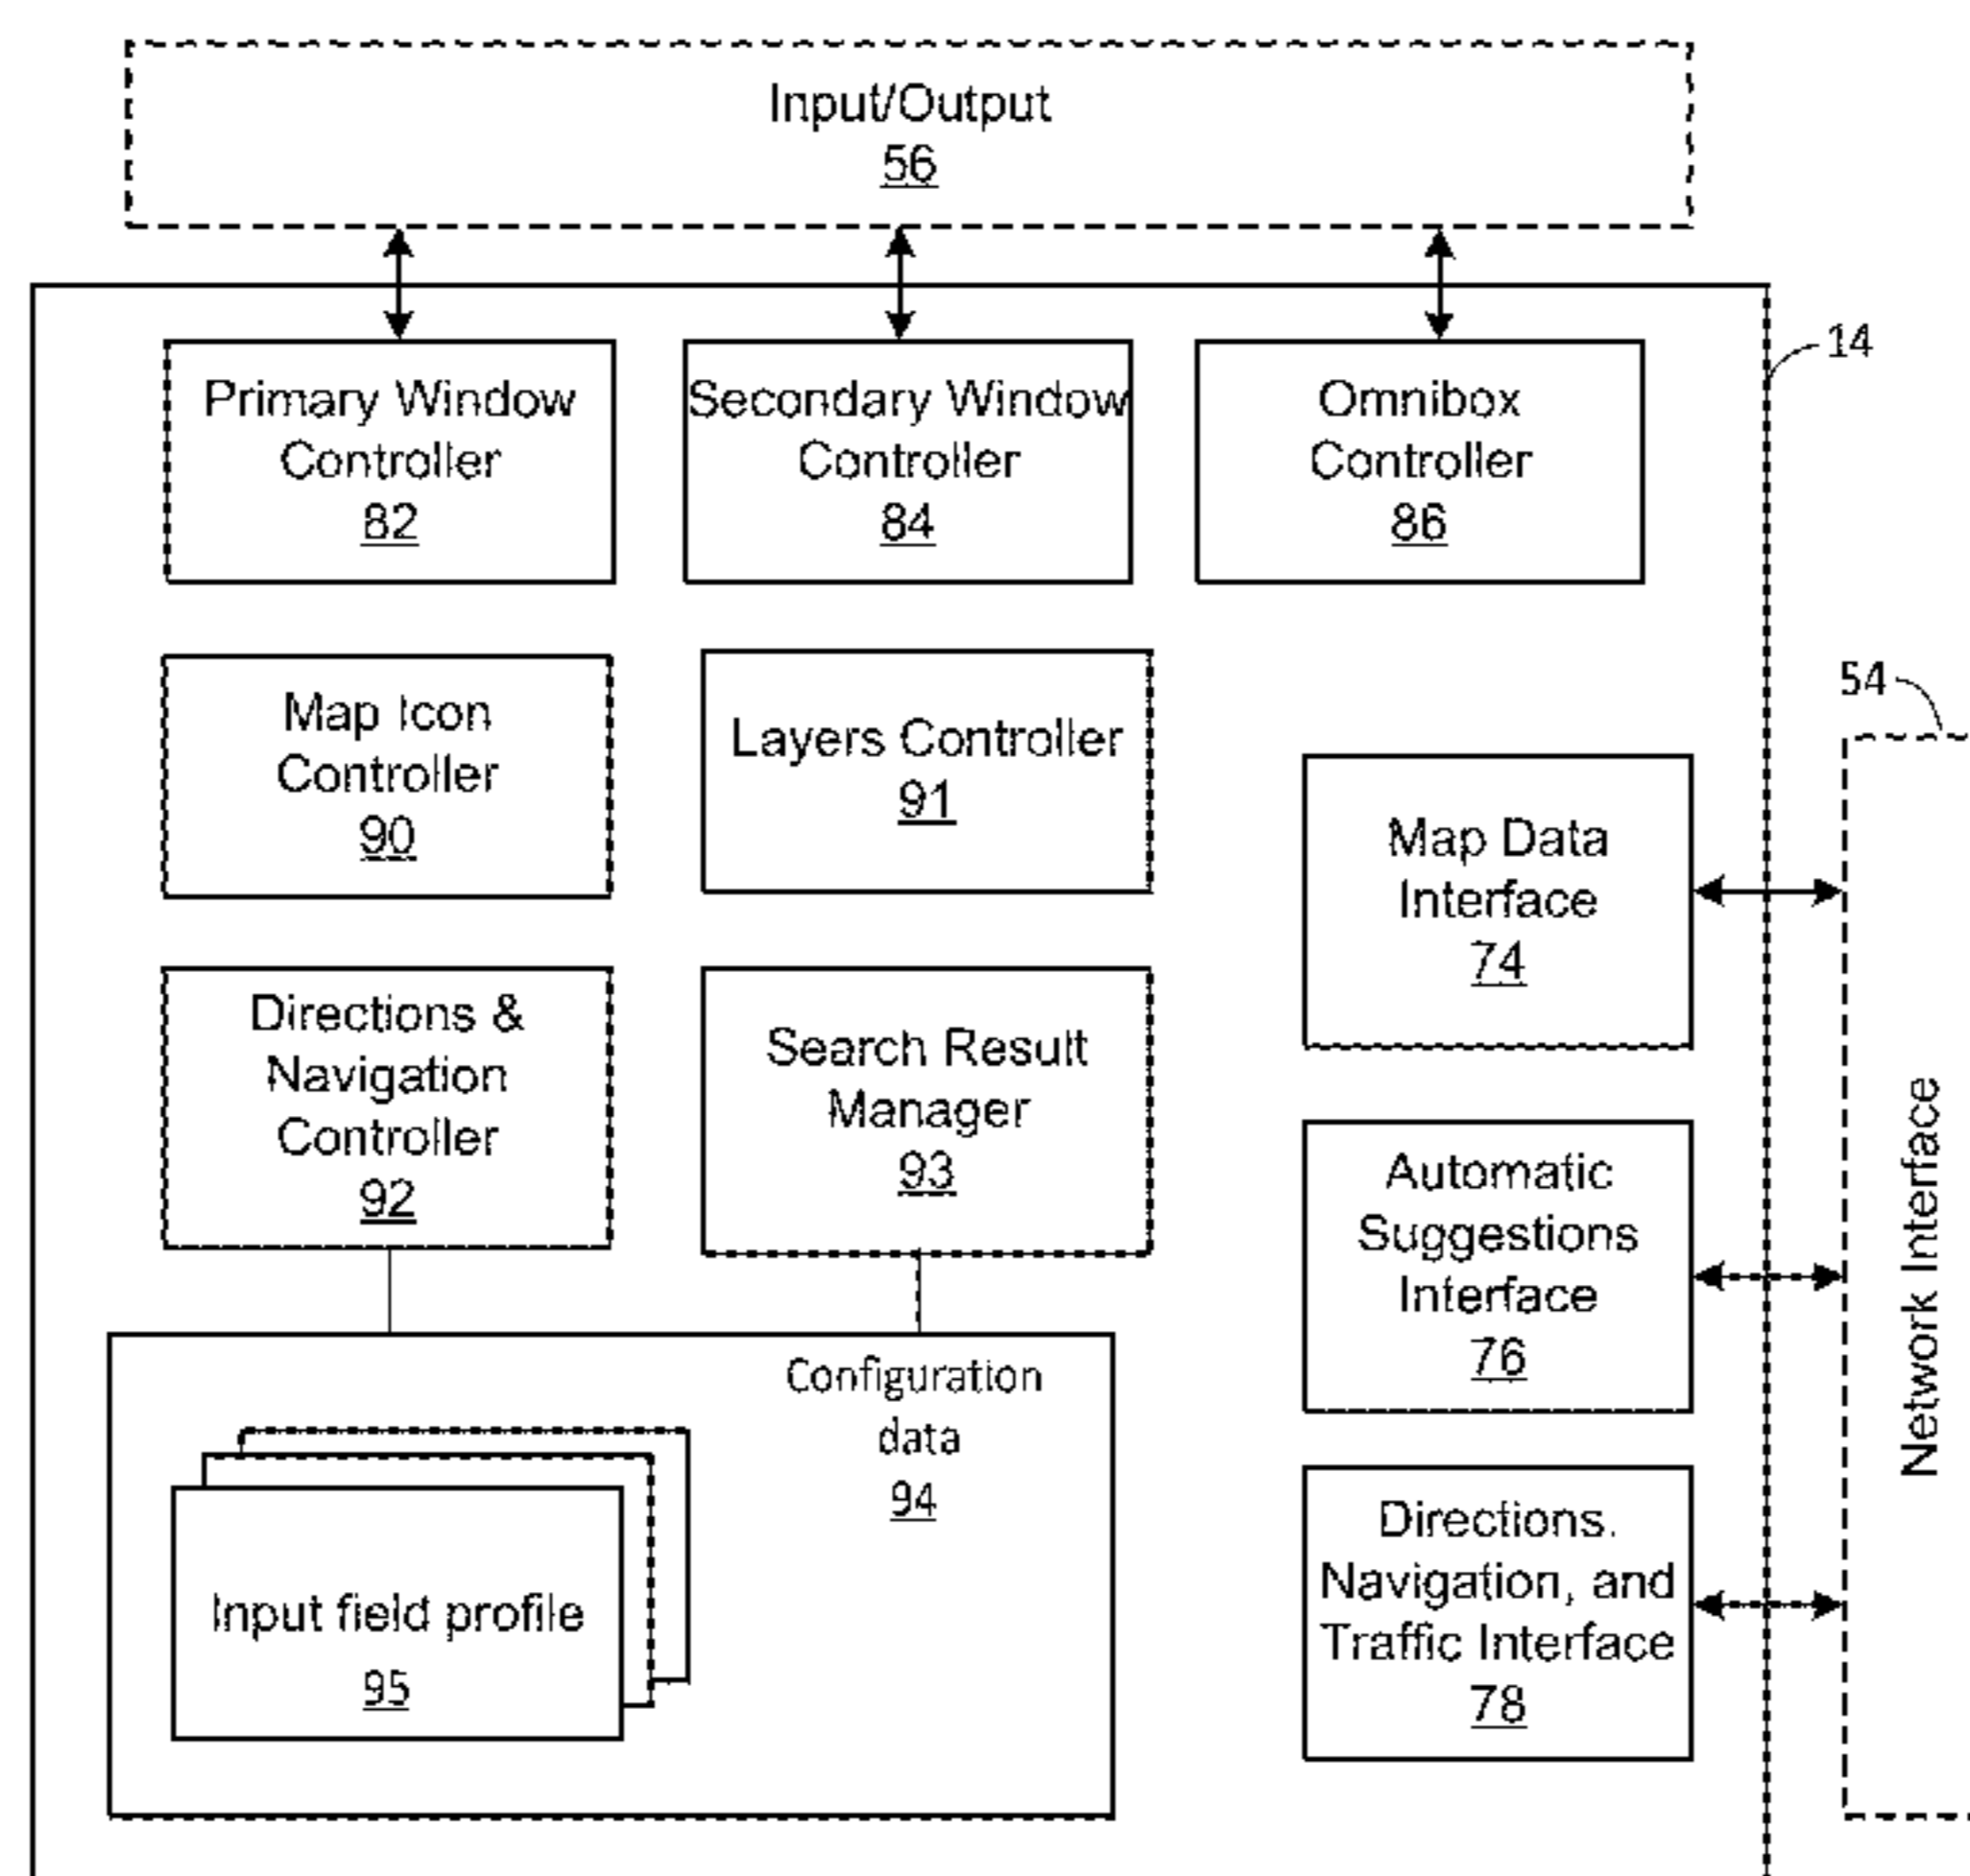 Input/Output
56
14
Primary Window
Controller
82
Secondary Window
Controller
84
Omnibox
Controller
86
54
Map Icon
Controller
90
Layers Controller
91
Map Data
Interface
74
Directions &
Navigation
Controller
92
Search Result
Manager
93
Automatic
Suggestions
Interface
76
Network Interface
Configuration
data
94
Input field profile
95
Directions.
Navigation, and
Traffic Interface
78